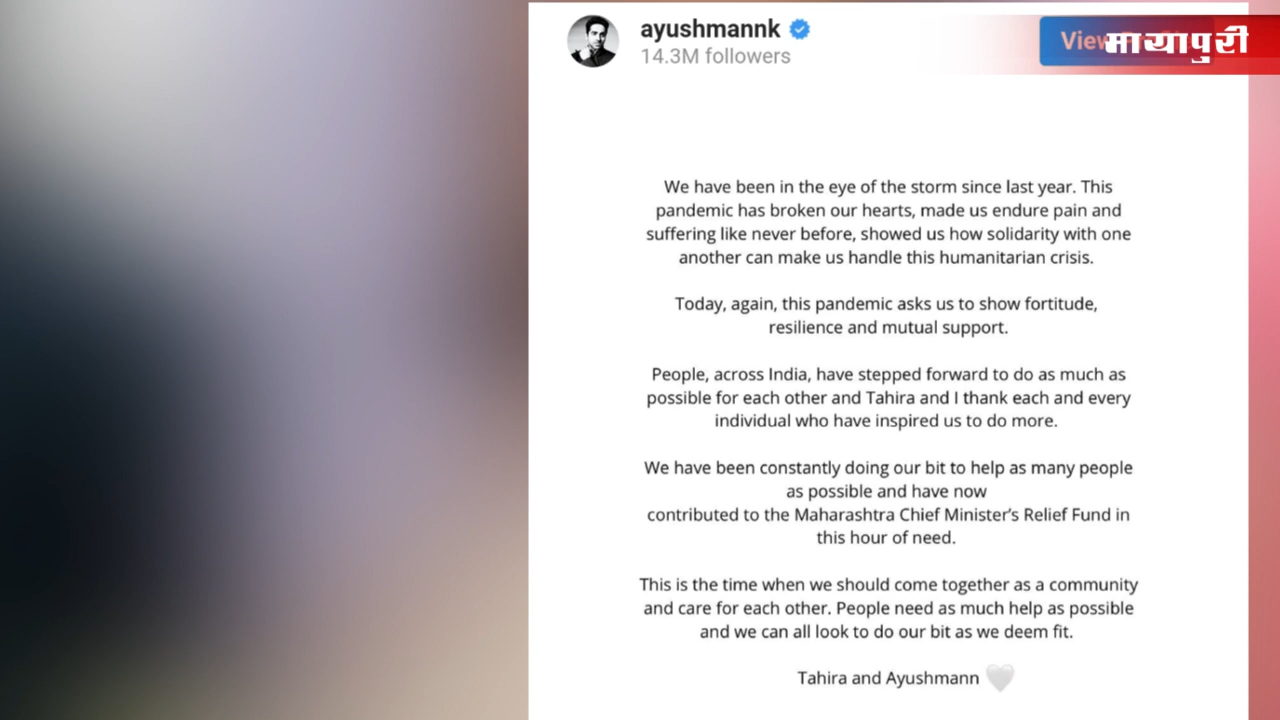 ayushmannk
14.3M followers
View
मायापुरी
We have been in the eye of the storm since last year. This
pandemic has broken our hearts, made us endure pain and
suffering like never before, showed us how solidarity with one
another can make us handle this humanitarian crisis.
Today, again, this pandemic asks us to show fortitude,
resilience and mutual support.
People, across India, have stepped forward to do as much as
possible for each other and Tahira and I thank each and every
individual who have inspired us to do more.
We have been constantly doing our bit to help as many people
as possible and have now
contributed to the Maharashtra Chief Minister’s Relief Fund in
this hour of need.
This is the time when we should come together as a community
and care for each other. People need as much help as possible
and we can all look to do our bit as we deem fit.
Tahira and Ayushmann 🤍